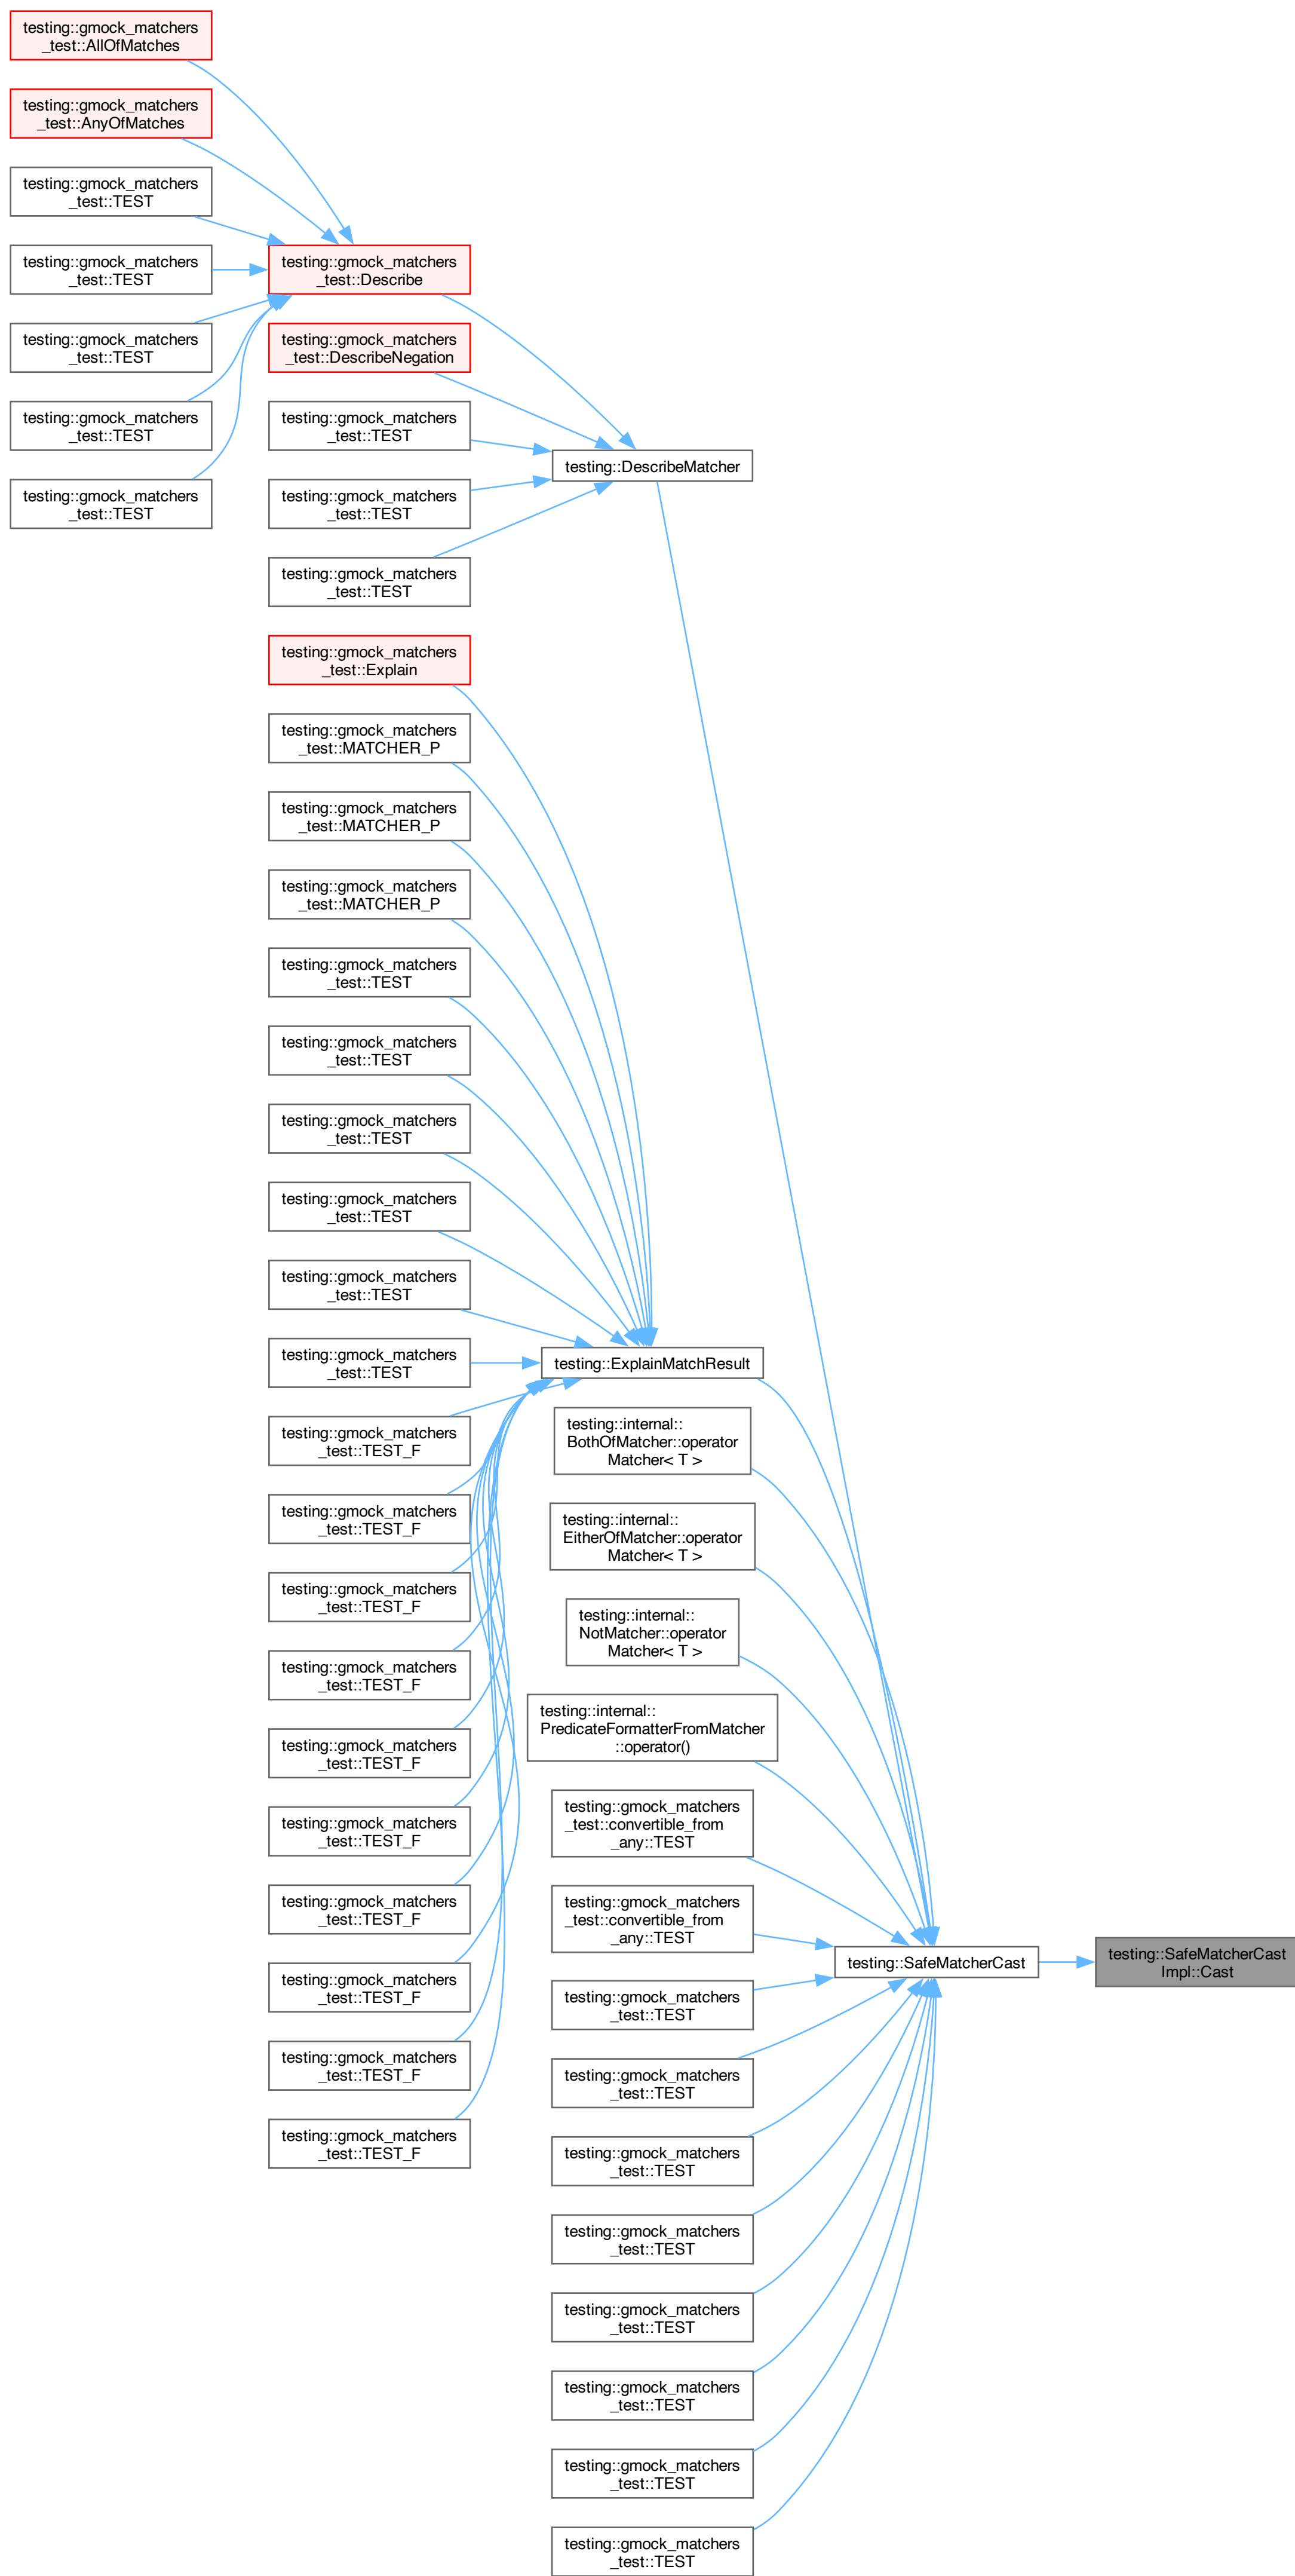 testing::gmock_matchers
_test::AllOfMatches
testing::gmock_matchers
_test::AnyOfMatches
testing::gmock_matchers
_test::TEST
testing::gmock_matchers
_test::TEST
testing::gmock_matchers
_test::TEST
testing::gmock_matchers
_test::TEST
testing::gmock_matchers
_test::TEST
testing::gmock_matchers
_test::Describe
testing::gmock_matchers
_test::DescribeNegation
testing::gmock_matchers
_test::TEST
testing::gmock_matchers
_test::TEST
testing::gmock_matchers
_test::TEST
testing::gmock_matchers
_test::Explain
testing::gmock_matchers
_test::MATCHER_P
testing::gmock_matchers
_test::MATCHER_P
testing::gmock_matchers
_test::MATCHER_P
testing::gmock_matchers
_test::TEST
testing::gmock_matchers
_test::TEST
testing::gmock_matchers
_test::TEST
testing::gmock_matchers
_test::TEST
testing::gmock_matchers
_test::TEST
testing::gmock_matchers
_test::TEST
testing::gmock_matchers
_test::TEST_F
testing::gmock_matchers
_test::TEST_F
testing::gmock_matchers
_test::TEST_F
testing::gmock_matchers
_test::TEST_F
testing::gmock_matchers
_test::TEST_F
testing::gmock_matchers
_test::TEST_F
testing::gmock_matchers
_test::TEST_F
testing::gmock_matchers
_test::TEST_F
testing::gmock_matchers
_test::TEST_F
testing::gmock_matchers
_test::TEST_F
testing::DescribeMatcher
testing::ExplainMatchResult
testing::internal::
BothOfMatcher::operator
Matcher< T >
testing::internal::
EitherOfMatcher::operator
Matcher< T >
testing::internal::
NotMatcher::operator
Matcher< T >
testing::internal::
PredicateFormatterFromMatcher
::operator()
testing::gmock_matchers
_test::convertible_from
_any::TEST
testing::gmock_matchers
_test::convertible_from
_any::TEST
testing::gmock_matchers
_test::TEST
testing::gmock_matchers
_test::TEST
testing::gmock_matchers
_test::TEST
testing::gmock_matchers
_test::TEST
testing::gmock_matchers
_test::TEST
testing::gmock_matchers
_test::TEST
testing::gmock_matchers
_test::TEST
testing::gmock_matchers
_test::TEST
testing::SafeMatcherCast
testing::SafeMatcherCast
Impl::Cast